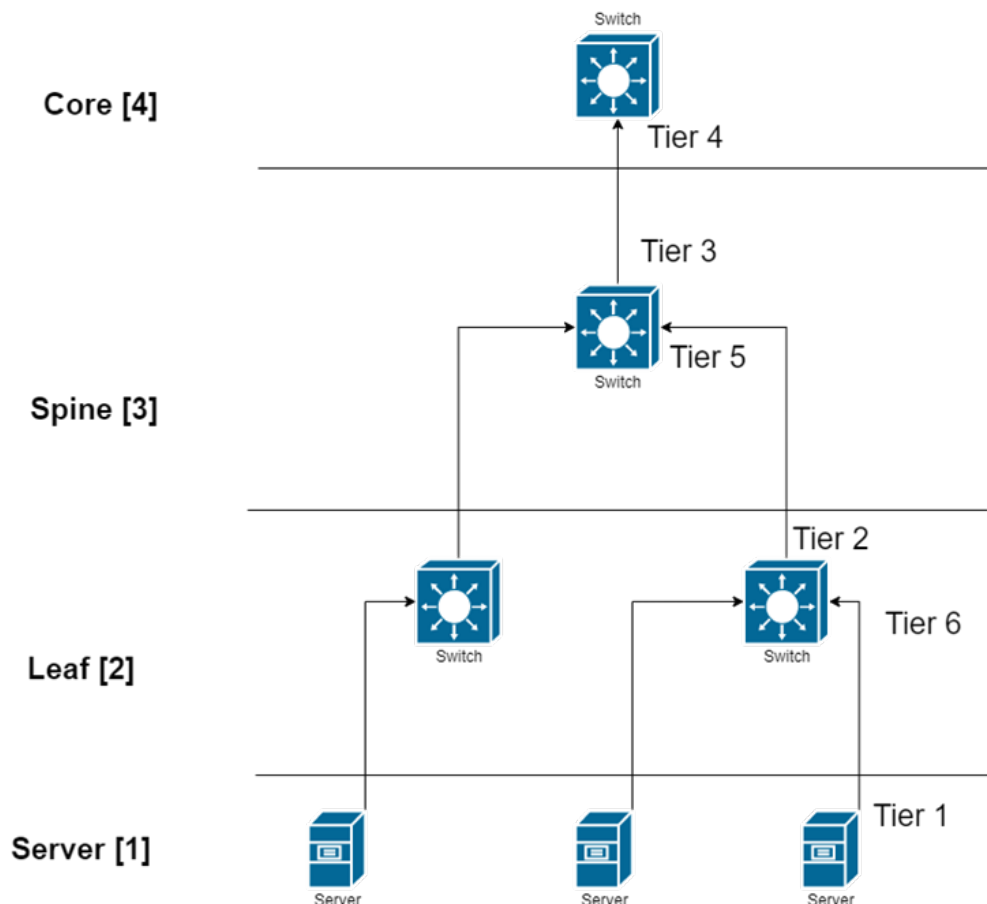 Switch
Core [4]
Tier 4
Tier 3
Tier 5
Switch
Spine [3]
Tier 2
Tier 6
Switch
Switch
Leaf [2]
Tier 1
Server [1]
Server
Server
Server